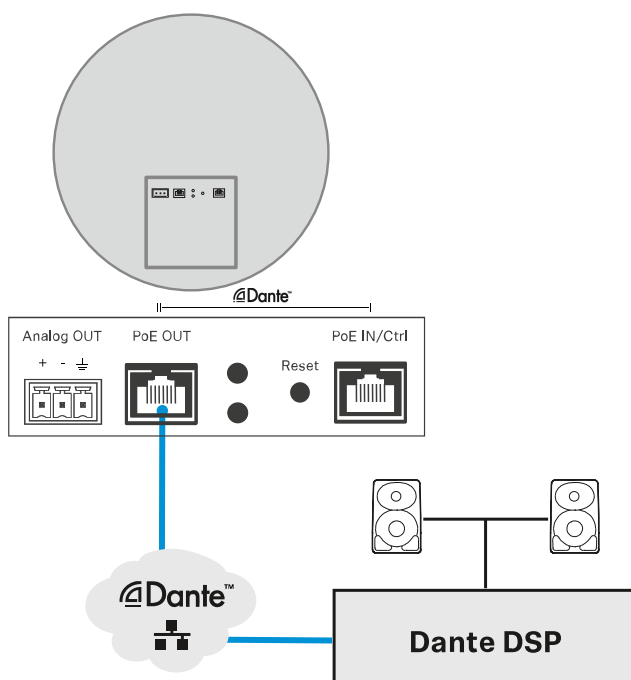 Dante™
Analog OUT
PoE OUT
PoE IN/Ctrl
+ - ⏚
Reset
Dante™
Dante DSP